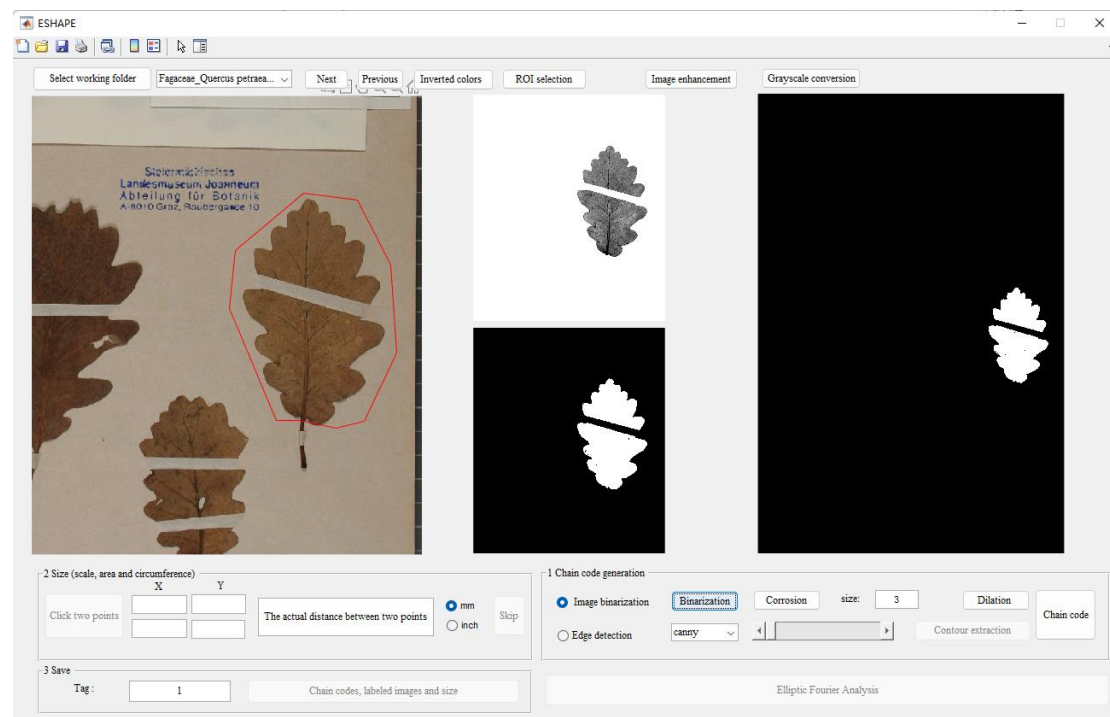 ESHAPE
Select working folder
Fagaceae_Quercus petraea...
Next
Previous
Inverted colors
ROI selection
Image enhancement
Grayscale conversion
Landesmuseum Joanneum
Abteilung für Botanik
A-8010 Graz, Raubergasse 10
2 Size (scale, area and circumference)
X Y
Click two points
The actual distance between two points
mm
inch
Skip
1 Chain code generation
Image binarization
Binarization
Corrosion
size: 3
Dilation
Edge detection
canny
Contour extraction
Chain code
3 Save
Tag : 1
Chain codes, labeled images and size
Elliptic Fourier Analysis